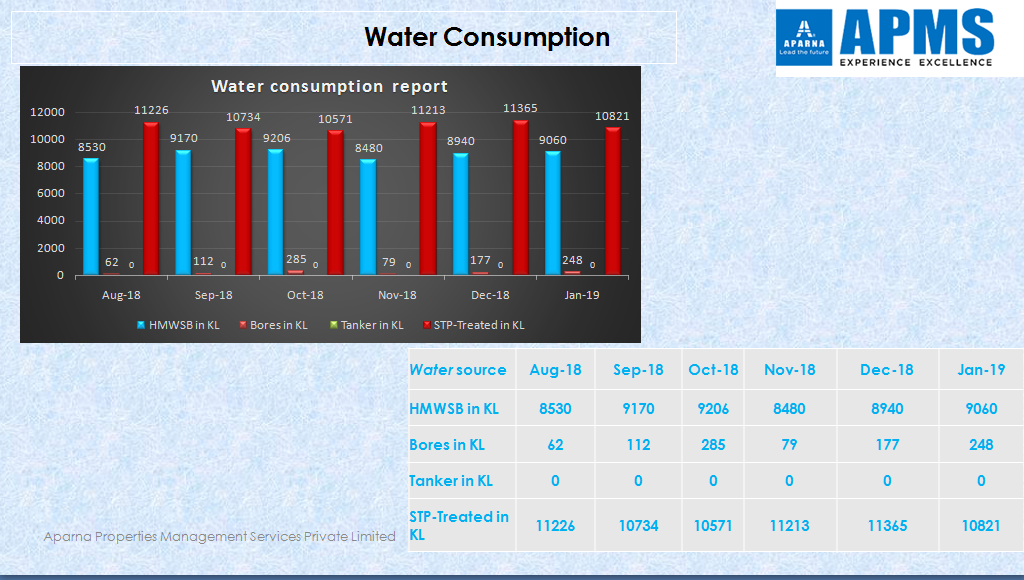 Water Consumption
APARNA
Lead the future
APMS
EXPERIENCE EXCELLENCE
Water consumption report
12000
10000
8000
6000
4000
2000
0
8530 62 0 11226
9170 112 0 10734
9206 285 0 10571
8480 79 0 11213
8940 177 0 11365
9060 248 0 10821
Aug-18 Sep-18 Oct-18 Nov-18 Dec-18 Jan-19
HMWSB in KL Bores in KL Tanker in KL STP-Treated in KL
Water source Aug-18 Sep-18 Oct-18 Nov-18 Dec-18 Jan-19
HMWSB in KL 8530 9170 9206 8480 8940 9060
Bores in KL 62 112 285 79 177 248
Tanker in KL 0 0 0 0 0 0
STP-Treated in
KL 11226 10734 10571 11213 11365 10821
Aparna Properties Management Services Private Limited